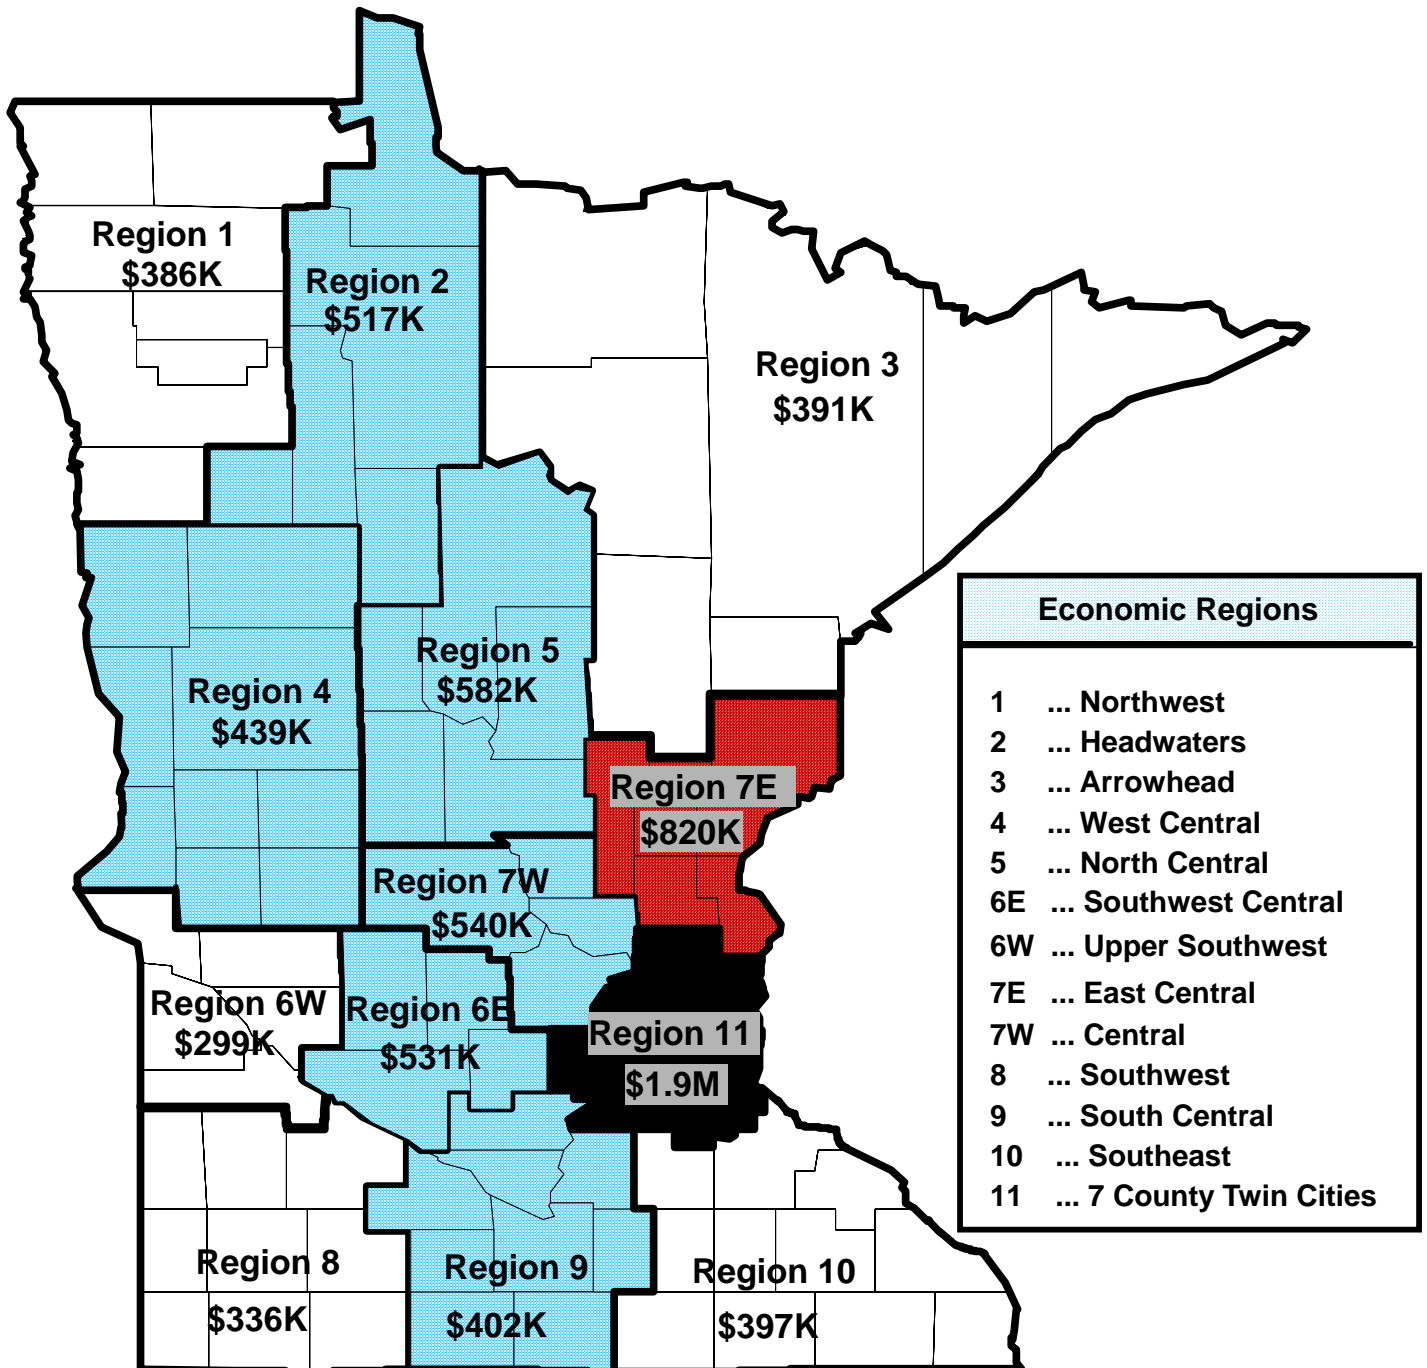 Region 1
$386K
Region 2
$517K
Region 3
$391K
Region 5
$582K
Region 4
$439K
Region 7E
$820K
Region 7W
$540K
Region 6W
$299K
Region 6E
$531K
Region 11
$1.9M
Region 8
$336K
Region 9
$402K
Region 10
$397K
Economic Regions
1 ... Northwest
2 ... Headwaters
3 ... Arrowhead
4 ... West Central
5 ... North Central
6E ... Southwest Central
6W ... Upper Southwest
7E ... East Central
7W ... Central
8 ... Southwest
9 ... South Central
10 ... Southeast
11 ... 7 County Twin Cities